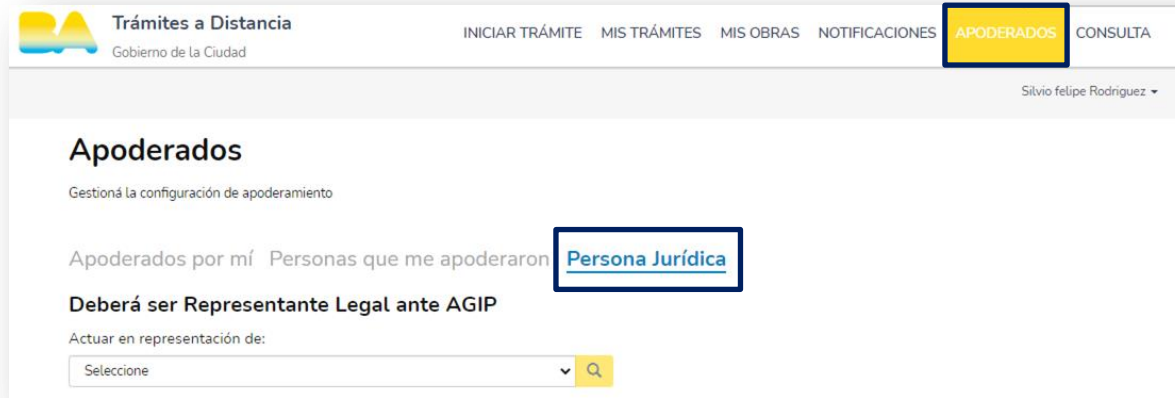 BA
Trámites a Distancia
Gobierno de la Ciudad
INICIAR TRÁMITE MIS TRÁMITES MIS OBRAS NOTIFICACIONES APODERADOS CONSULTA
Silvio felipe Rodriguez
Apoderados
Gestioná la configuración de apoderamiento
Apoderados por mí Personas que me apoderaron Persona Jurídica
Deberá ser Representante Legal ante AGIP
Actuar en representación de:
Seleccione